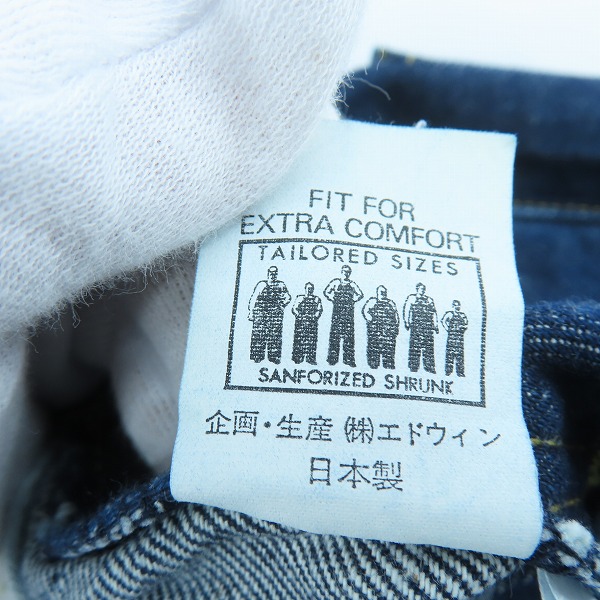 FIT FOR
EXTRA COMFORT
TAILORED SIZES
SANFORIZED SHRUNK
企画・生産 ㈱エドウイン
日本製